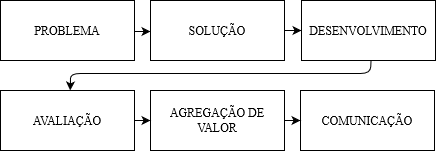 PROBLEMA
SOLUÇÃO
DESENVOLVIMENTO
AVALIAÇÃO
AGREGAÇÃO DE
VALOR
COMUNICAÇÃO